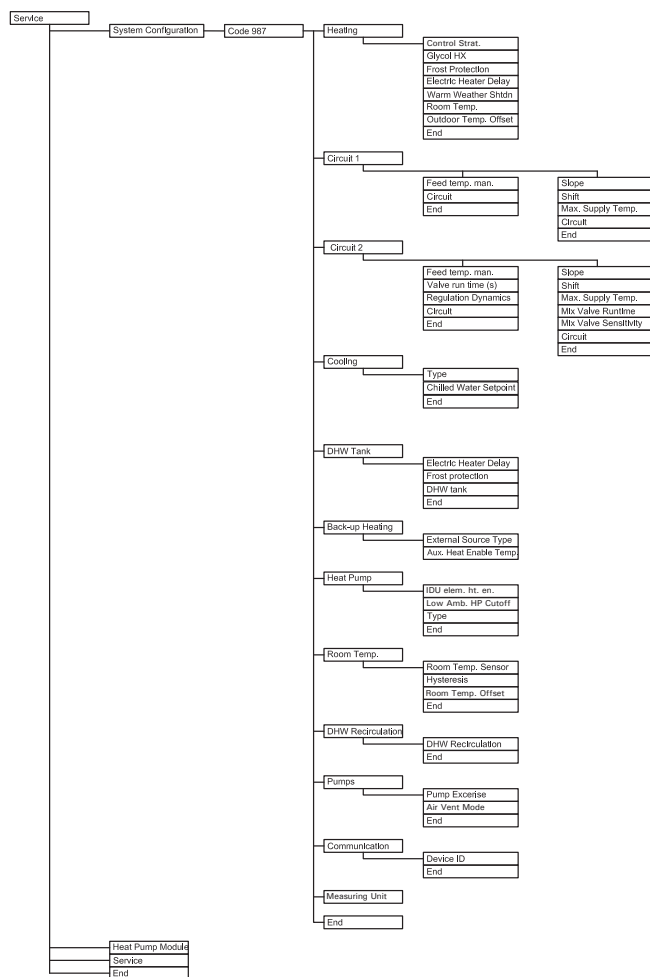 Service
System Configuration
Code 987
Heating
Control Strat.
Glycol HX
Frost Protection
Electric Heater Delay
Warm Weather Shtdn
Room Temp.
Outdoor Temp. Offset
End
Circuit 1
Feed temp. man.
Circuit
End
Slope
Shift
Max. Supply Temp.
Circuit
End
Circuit 2
Feed temp. man.
Valve run time (s)
Regulation Dynamics
Circuit
End
Slope
Shift
Max. Supply Temp.
Mix Valve Runtime
Mix Valve Sensitivity
Circuit
End
Cooling
Type
Chilled Water Setpoint
End
DHW Tank
Electric Heater Delay
Frost protection
DHW tank
End
Back-up Heating
External Source Type
Aux. Heat Enable Temp.
Heat Pump
IDU elem. ht. en.
Low Amb. HP Cutoff
Type
End
Room Temp.
Room Temp. Sensor
Hysteresis
Room Temp. Offset
End
DHW Recirculation
DHW Recirculation
End
Pumps
Pump Excerise
Air Vent Mode
End
Communication
Device ID
End
Measuring Unit
End
Heat Pump Module
Service
End